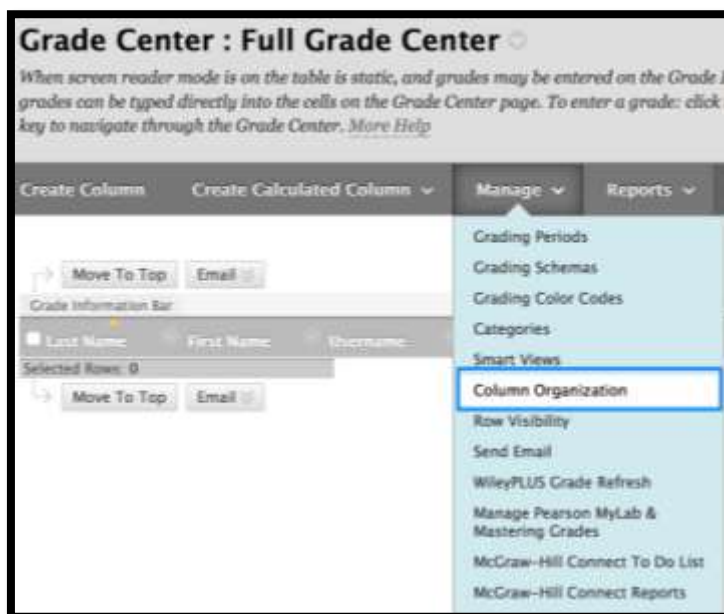 Grade Center : Full Grade Center
When screen reader mode is on the table is static, and grades may be entered on the Grade
grades can be typed directly into the cells on the Grade Center page. To enter a grade: click
key to navigate through the Grade Center. More Help
Create Column Create Calculated Column Manage Reports
Grading Periods
Grading Schemas
Grading Color Codes
Categories
Smart Views
Column Organization
Row Visibility
Send Email
WileyPLUS Grade Refresh
Manage Pearson MyLab &
Mastering Grades
McGraw-Hill Connect To Do List
McGraw-Hill Connect Reports
Move To Top Email
Grade Information Bar
Last Name First Name Username
Selected Rows: 0
Move To Top Email